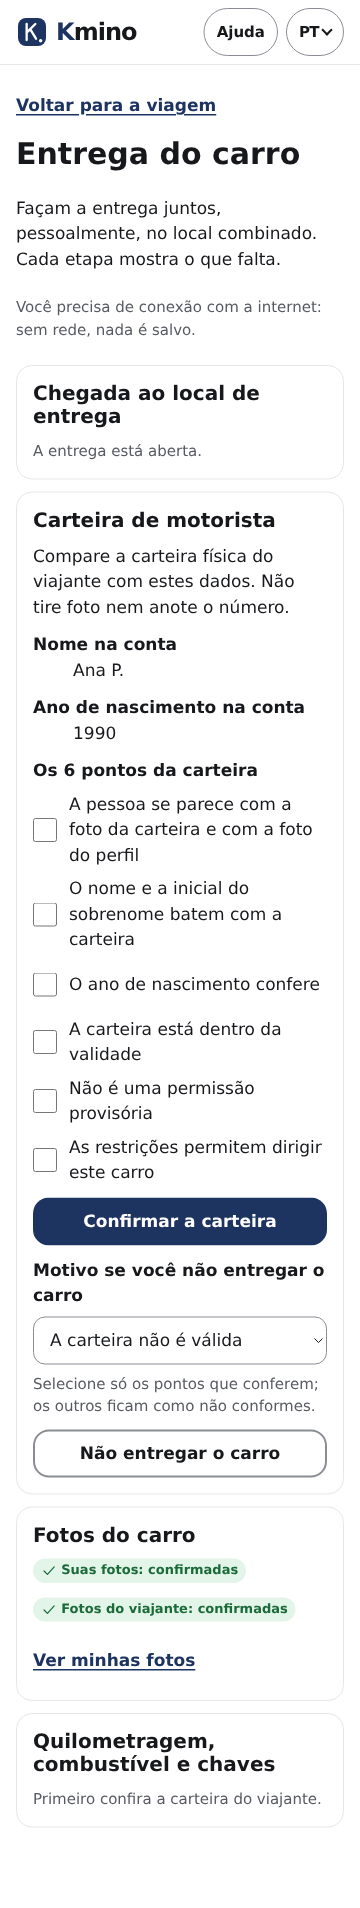 K. Kmino
Ajuda
PT
Voltar para a viagem
Entrega do carro
Façam a entrega juntos,
pessoalmente, no local combinado.
Cada etapa mostra o que falta.
Você precisa de conexão com a internet:
sem rede, nada é salvo.
Chegada ao local de
entrega
A entrega está aberta.
Carteira de motorista
Compare a carteira física do
viajante com estes dados. Não
tire foto nem anote o número.
Nome na conta
Ana P.
Ano de nascimento na conta
1990
Os 6 pontos da carteira
A pessoa se parece com a
foto da carteira e com a foto
do perfil
O nome e a inicial do
sobrenome batem com a
carteira
O ano de nascimento confere
A carteira está dentro da
validade
Não é uma permissão
provisória
As restrições permitem dirigir
este carro
Confirmar a carteira
Motivo se você não entregar o
carro
A carteira não é válida
Selecione só os pontos que conferem;
os outros ficam como não conformes.
Não entregar o carro
Fotos do carro
Suas fotos: confirmadas
Fotos do viajante: confirmadas
Ver minhas fotos
Quilometragem,
combustível e chaves
Primeiro confira a carteira do viajante.